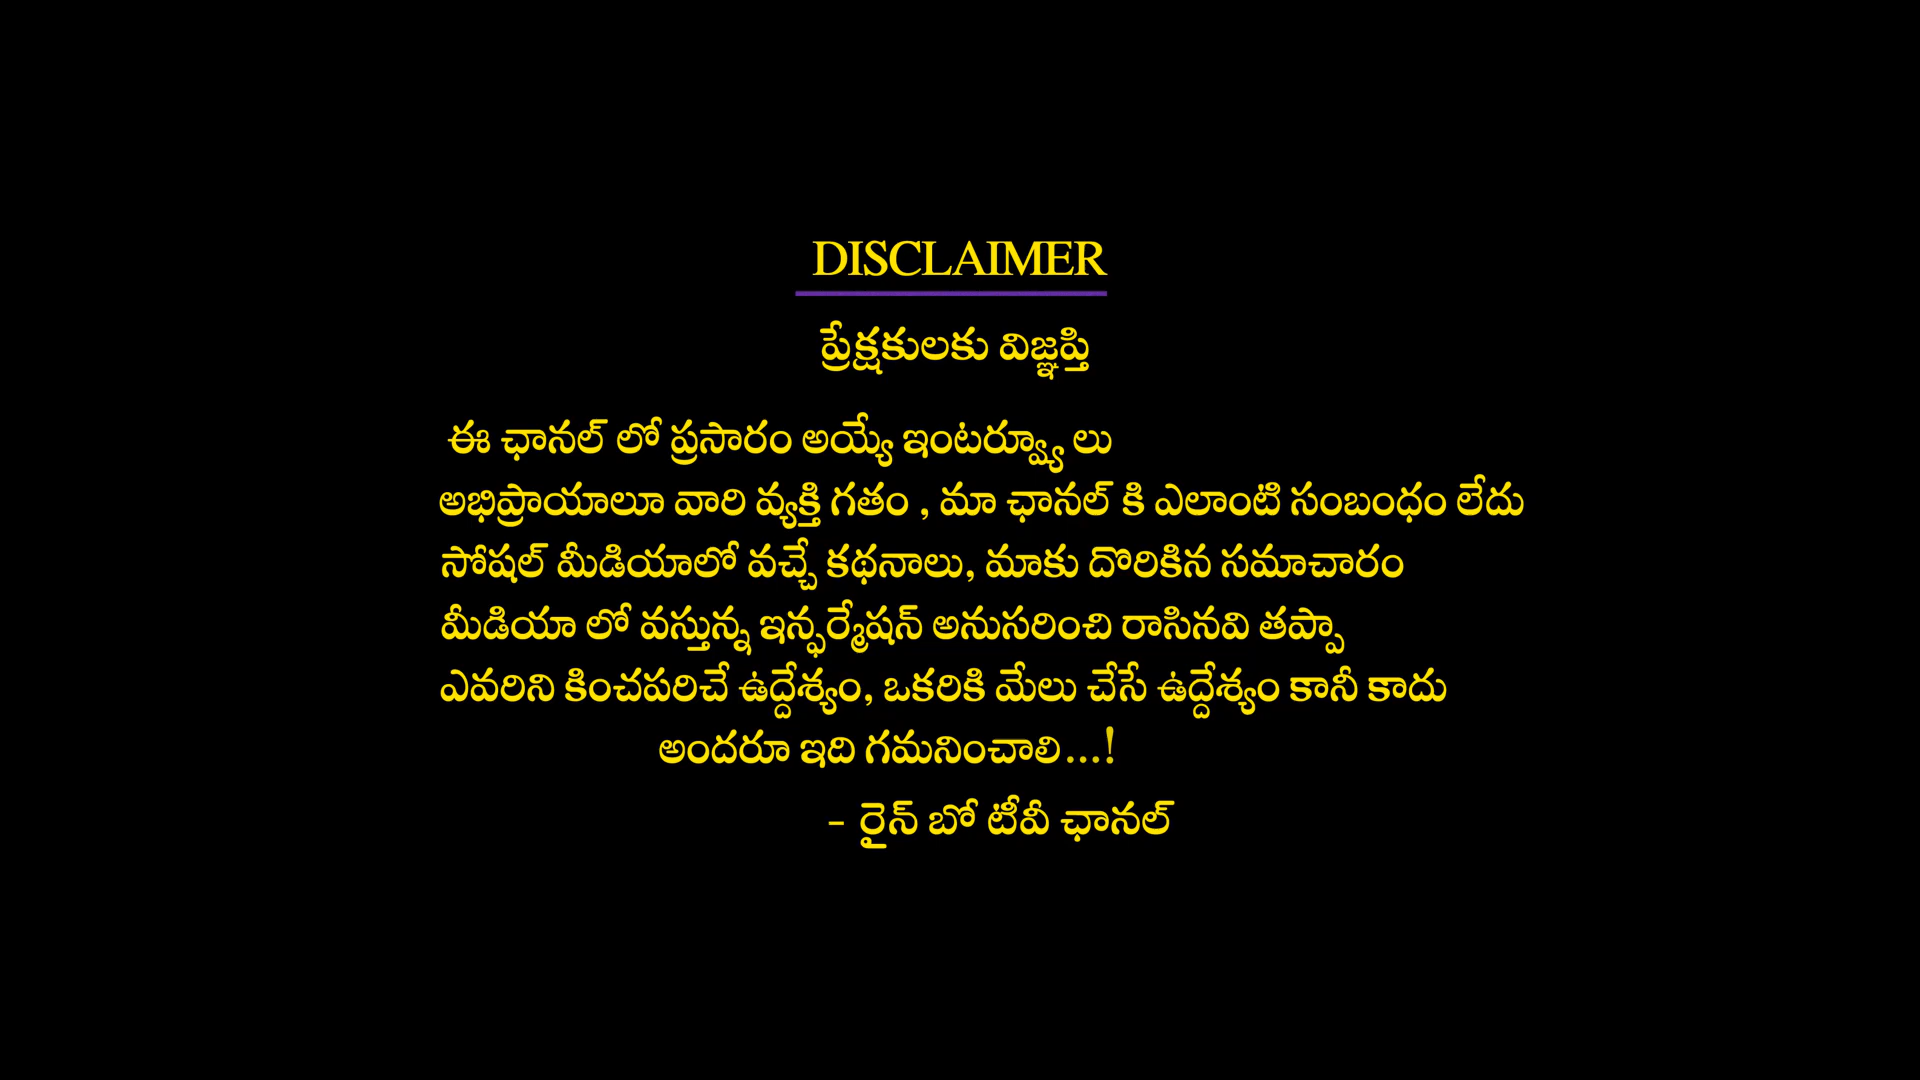 DISCLAIMER
ప్రేక్షకులకు విజ్ఞప్తి
ఈ ఛానల్ లో ప్రసారం అయ్యే ఇంటర్వ్యూ లు
అభిప్రాయాలూ వారి వ్యక్తి గతం , మా ఛానల్ కి ఎలాంటి సంబంధం లేదు
సోషల్ మీడియాలో వచ్చే కథనాలు, మాకు దొరికిన సమాచారం
మీడియా లో వస్తున్న ఇన్ఫర్మేషన్ అనుసరించి రాసినవి తప్పా
ఎవరిని కించపరిచే ఉద్దేశ్యం, ఒకరికి మేలు చేసే ఉద్దేశ్యం కానీ కాదు
అందరూ ఇది గమనించాలి...!
- రైన్ బో టీవీ ఛానల్